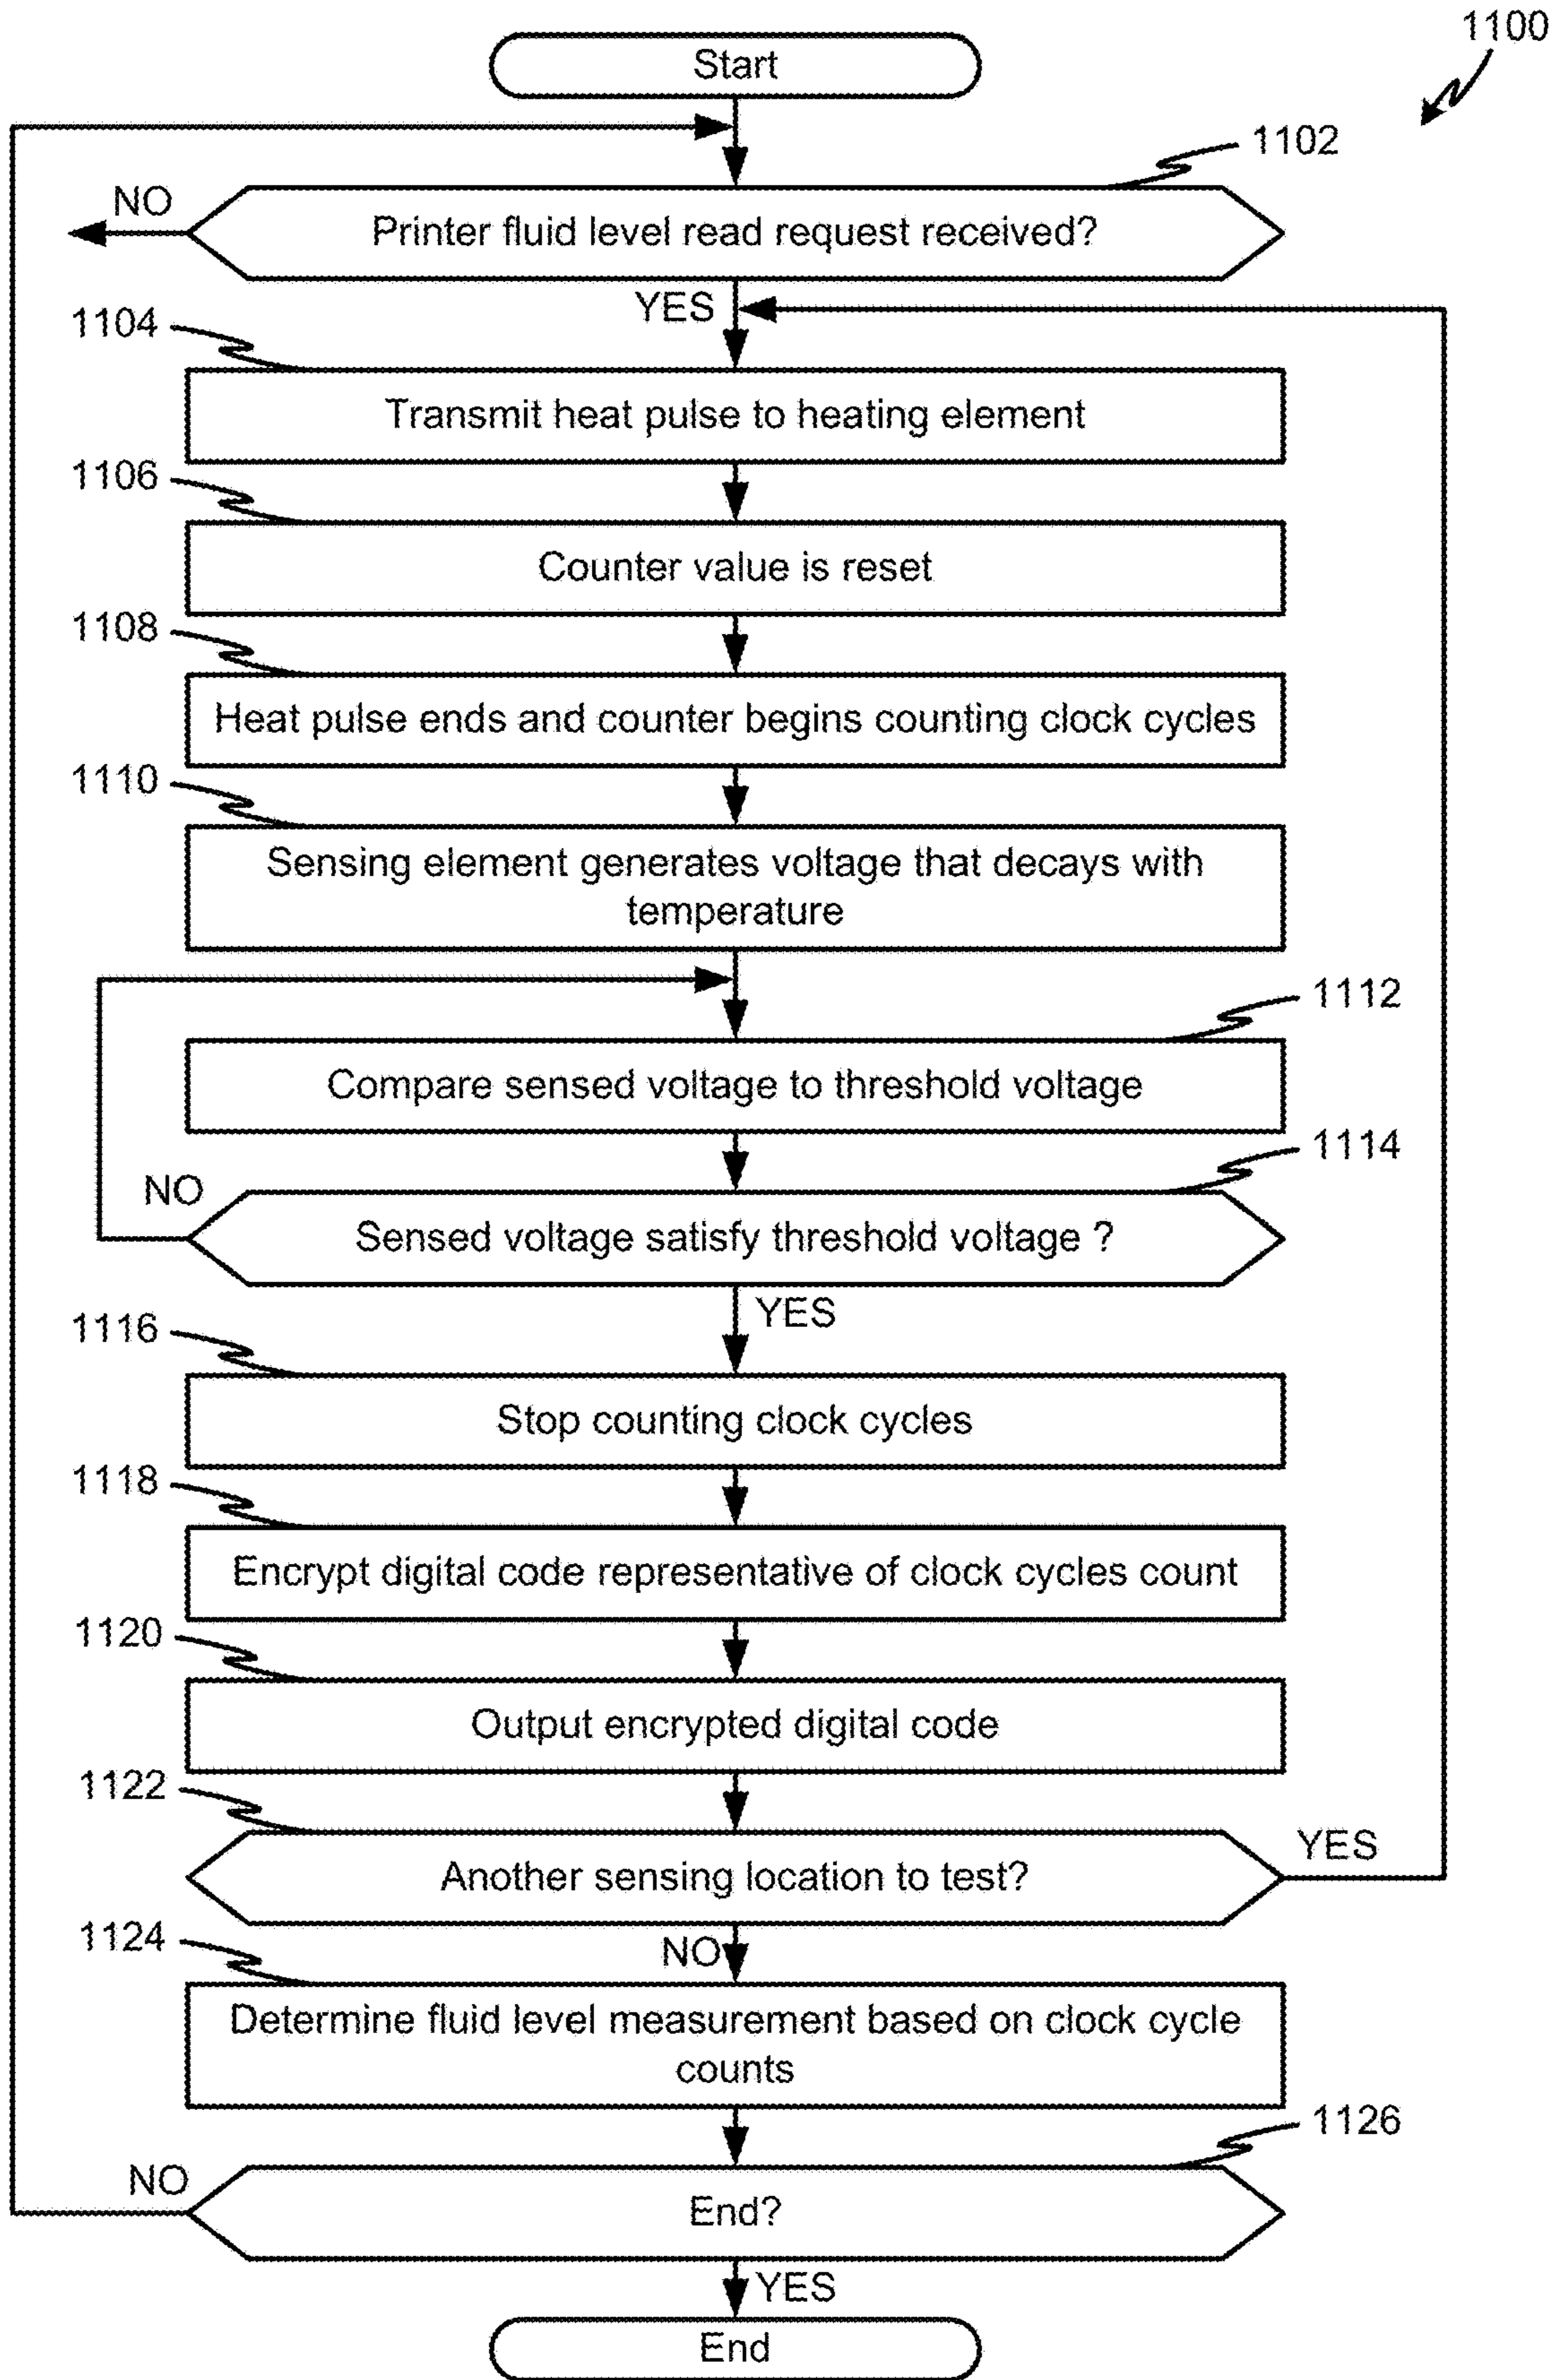 1100
Start
1102
NO
Printer fluid level read request received?
YES
1104
Transmit heat pulse to heating element
1106
Counter value is reset
1108
Heat pulse ends and counter begins counting clock cycles
1110
Sensing element generates voltage that decays with
temperature
1112
Compare sensed voltage to threshold voltage
1114
NO
Sensed voltage satisfy threshold voltage ?
YES
1116
Stop counting clock cycles
1118
Encrypt digital code representative of clock cycles count
1120
Output encrypted digital code
1122
YES
Another sensing location to test?
NO
1124
Determine fluid level measurement based on clock cycle
counts
1126
NO
End?
YES
End